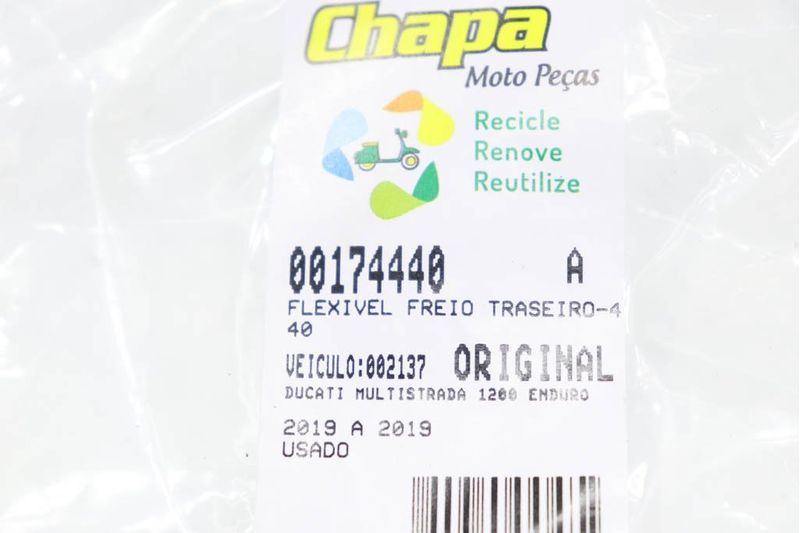 Chapa
Moto Peças
Recicle
Renove
Reutilize
00174440 A
FLEXIVEL FREIO TRASEIRO-4
40
VEICULO:002137 ORIGINAL
DUCATI MULTISTRADA 1200 ENDURO
2019 A 2019
USADO